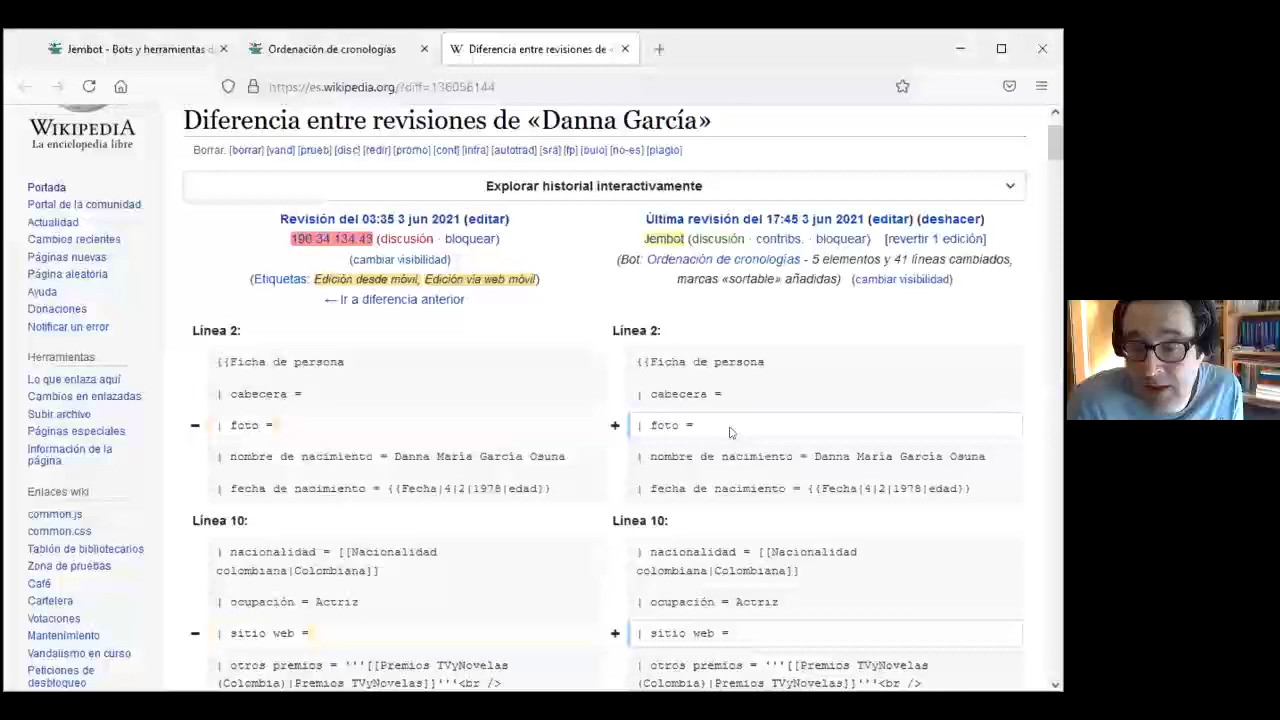 Jembot - Bots y herramientas d
Ordenación de cronologías
Diferencia entre revisiones de «
https://es.wikipedia.org/?diff=136056144
WIKIPEDIA
La enciclopedia libre
Portada
Portal de la comunidad
Actualidad
Cambios recientes
Páginas nuevas
Página aleatoria
Ayuda
Donaciones
Notificar un error
Herramientas
Lo que enlaza aquí
Cambios en enlazadas
Subir archivo
Páginas especiales
Información de la
página
Enlaces wiki
common.js
common.css
Tablón de bibliotecarios
Zona de pruebas
Café
Cartelera
Votaciones
Mantenimiento
Vandalismo en curso
Peticiones de
desbloqueo
Diferencia entre revisiones de «Danna García»
Borrar: [borrar] [vand] [prueb] [disc] [redir] [promo] [cont] [infra] [autotrad] [sra] [fp] [bulo] [no-es] [plagio]
Explorar historial interactivamente
Revisión del 03:35 3 jun 2021 (editar)
190.34.134.49 (discusión · bloquear)
(cambiar visibilidad)
(Etiquetas: Edición desde móvil, Edición vía web móvil)
← Ir a diferencia anterior
Última revisión del 17:45 3 jun 2021 (editar) (deshacer)
Jembot (discusión · contribs. · bloquear) [revertir 1 edición]
(Bot: Ordenación de cronologías - 5 elementos y 41 líneas cambiados,
marcas «sortable» añadidas) (cambiar visibilidad)
Línea 2:
{{Ficha de persona
| cabecera =
− | foto =
| nombre de nacimiento = Danna María García Osuna
| fecha de nacimiento = {{Fecha|4|2|1978|edad}}
Línea 10:
| nacionalidad = [[Nacionalidad
colombiana|Colombiana]]
| ocupación = Actriz
− | sitio web =
| otros premios = '''[[Premios TVyNovelas
(Colombia)|Premios TVyNovelas]]'''<br />
Línea 2:
{{Ficha de persona
| cabecera =
+ | foto =
| nombre de nacimiento = Danna María García Osuna
| fecha de nacimiento = {{Fecha|4|2|1978|edad}}
Línea 10:
| nacionalidad = [[Nacionalidad
colombiana|Colombiana]]
| ocupación = Actriz
+ | sitio web =
| otros premios = '''[[Premios TVyNovelas
(Colombia)|Premios TVyNovelas]]'''<br />